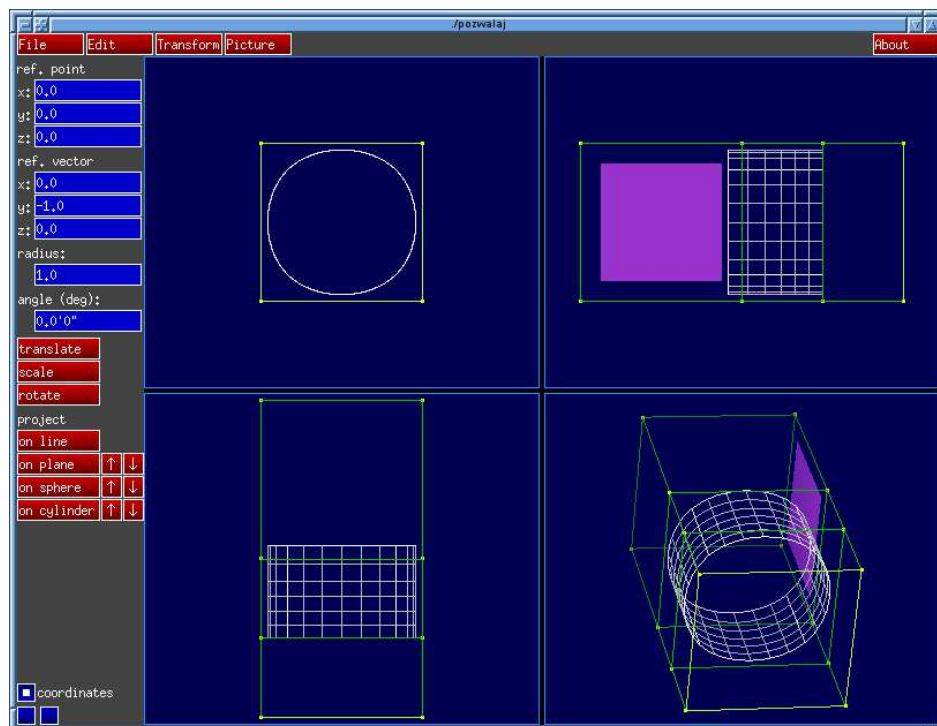 ./pozwalaj
File Edit Transform Picture About
ref. point
x: 0.0
y: 0.0
z: 0.0
ref. vector
x: 0.0
y: -1.0
z: 0.0
radius:
1.0
angle (deg):
0.0'0"
translate
scale
rotate
project
on line
on plane ↑ ↓
on sphere ↑ ↓
on cylinder ↑ ↓
coordinates